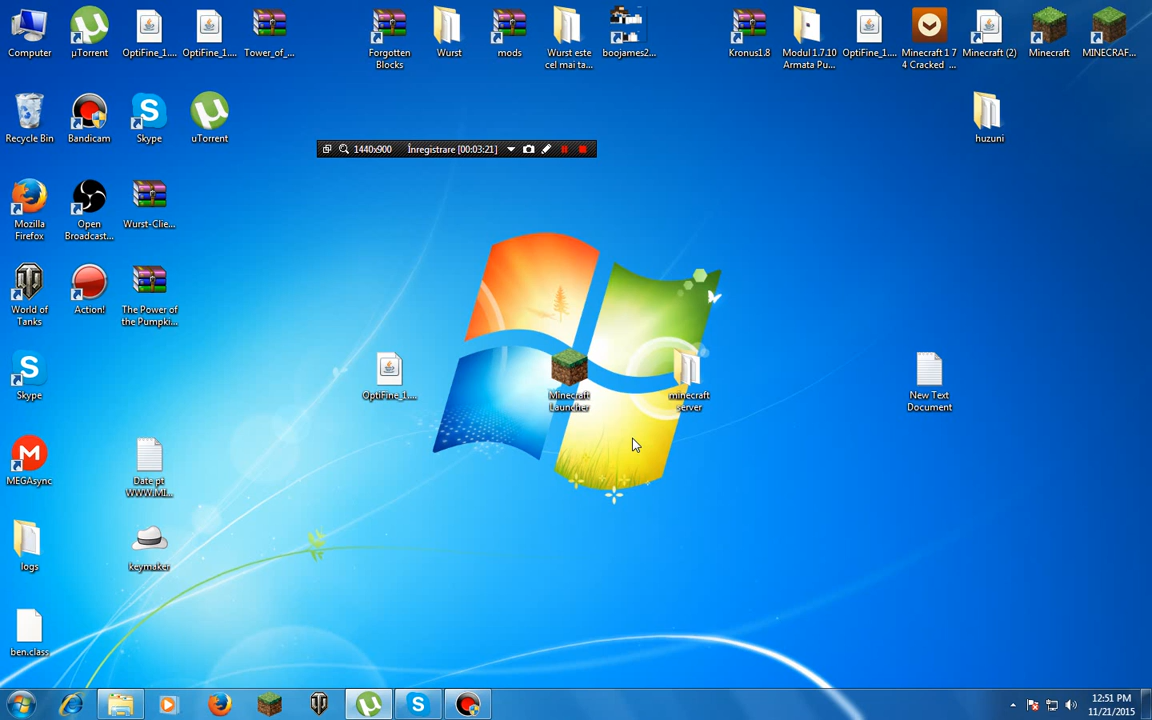 Computer
µTorrent
OptiFine_1....
OptiFine_1....
Tower_of_...
Forgotten
Blocks
Wurst
mods
Wurst este
cel mai ta...
boojames2...
Kronus1.8
Modul 1.7.10
Armata Pu...
OptiFine_1....
Minecraft 1 7
4 Cracked ...
Minecraft (2)
Minecraft
MINECRAF...
Recycle Bin
Bandicam
Skype
uTorrent
huzuni
1440x900
Înregistrare [00:03:21]
Mozilla
Firefox
Open
Broadcast...
Wurst-Clie...
World of
Tanks
Action!
The Power of
the Pumpki...
Skype
OptiFine_1....
Minecraft
Launcher
minecraft
server
New Text
Document
MEGAsync
Date pt
WWW.MI...
logs
keymaker
ben.class
12:51 PM
11/21/2015